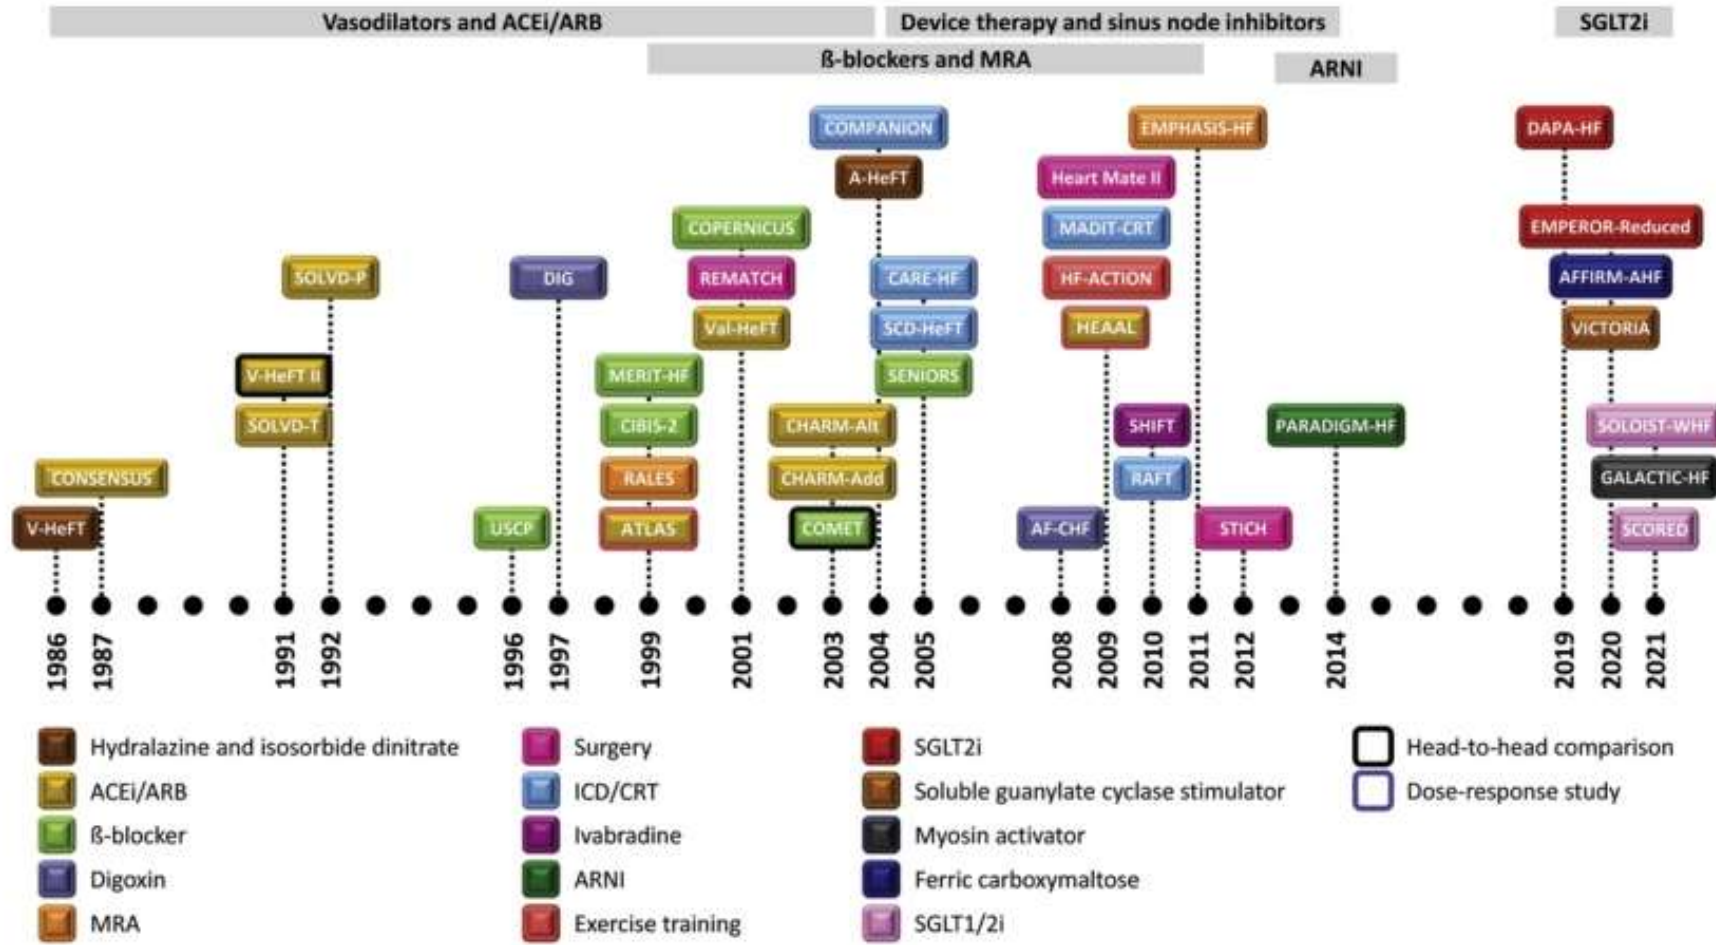 Vasodilators and ACEi/ARB
Device therapy and sinus node inhibitors
SGLT2i
ß-blockers and MRA
ARNI
COMPANION
EMPHASIS-HF
DAPA-HF
A-HeFT
Heart Mate II
COPERNICUS
MADIT-CRT
EMPEROR-Reduced
SOLVD-P
DIG
REMATCH
CARE-HF
HF-ACTION
AFFIRM-AHF
Val-HeFT
SCD-HeFT
HEAAL
VICTORIA
V-HeFT II
MERIT-HF
SENIORS
SOLVD-T
CIBIS-2
CHARM-Alt
SHIFT
PARADIGM-HF
SOLOIST-WHF
CONSENSUS
RALES
CHARM-Add
RAFT
GALACTIC-HF
V-HeFT
USCP
ATLAS
COMET
AF-CHF
STICH
SCORED
1986
1987
1991
1992
1996
1997
1999
2001
2003
2004
2005
2008
2009
2010
2011
2012
2014
2019
2020
2021
Hydralazine and isosorbide dinitrate
ACEi/ARB
ß-blocker
Digoxin
MRA
Surgery
ICD/CRT
Ivabradine
ARNI
Exercise training
SGLT2i
Soluble guanylate cyclase stimulator
Myosin activator
Ferric carboxymaltose
SGLT1/2i
Head-to-head comparison
Dose-response study